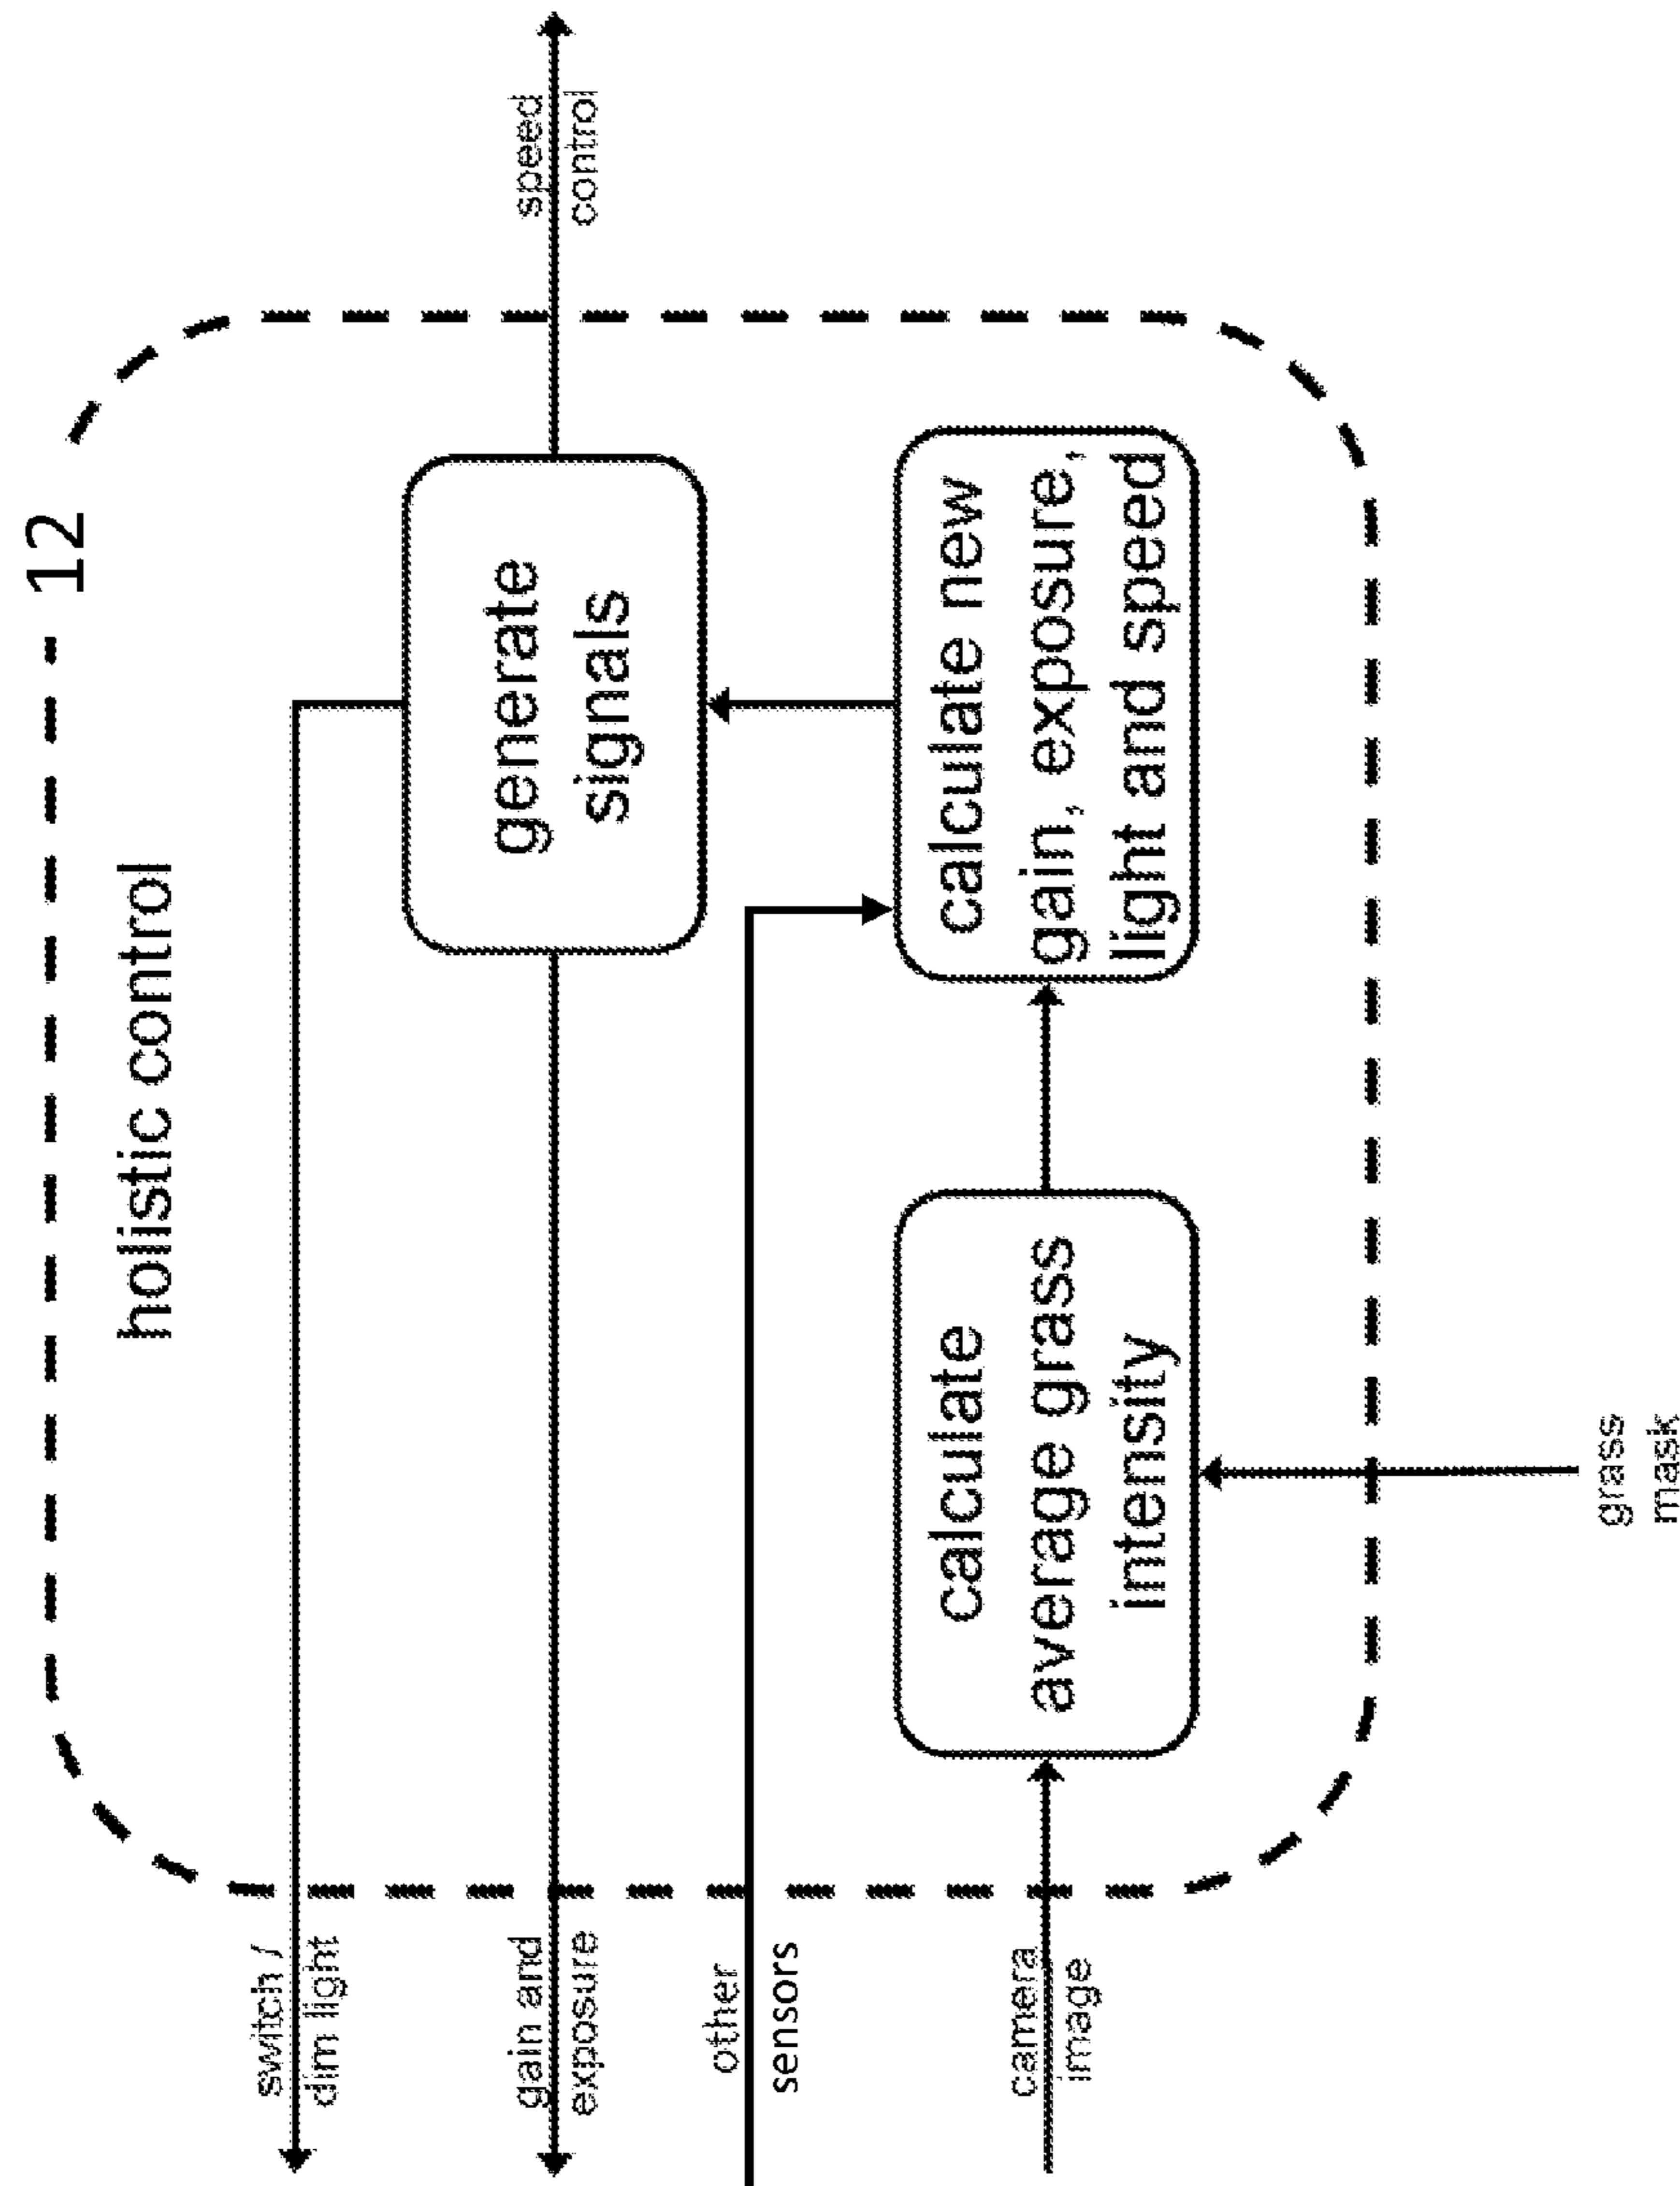 12
holistic control
switch /
dim light
gain and
exposure
other
sensors
camera
image
generate
signals
speed
control
calculate
average grass
intensity
calculate new
gain, exposure,
light and speed
grass
mask